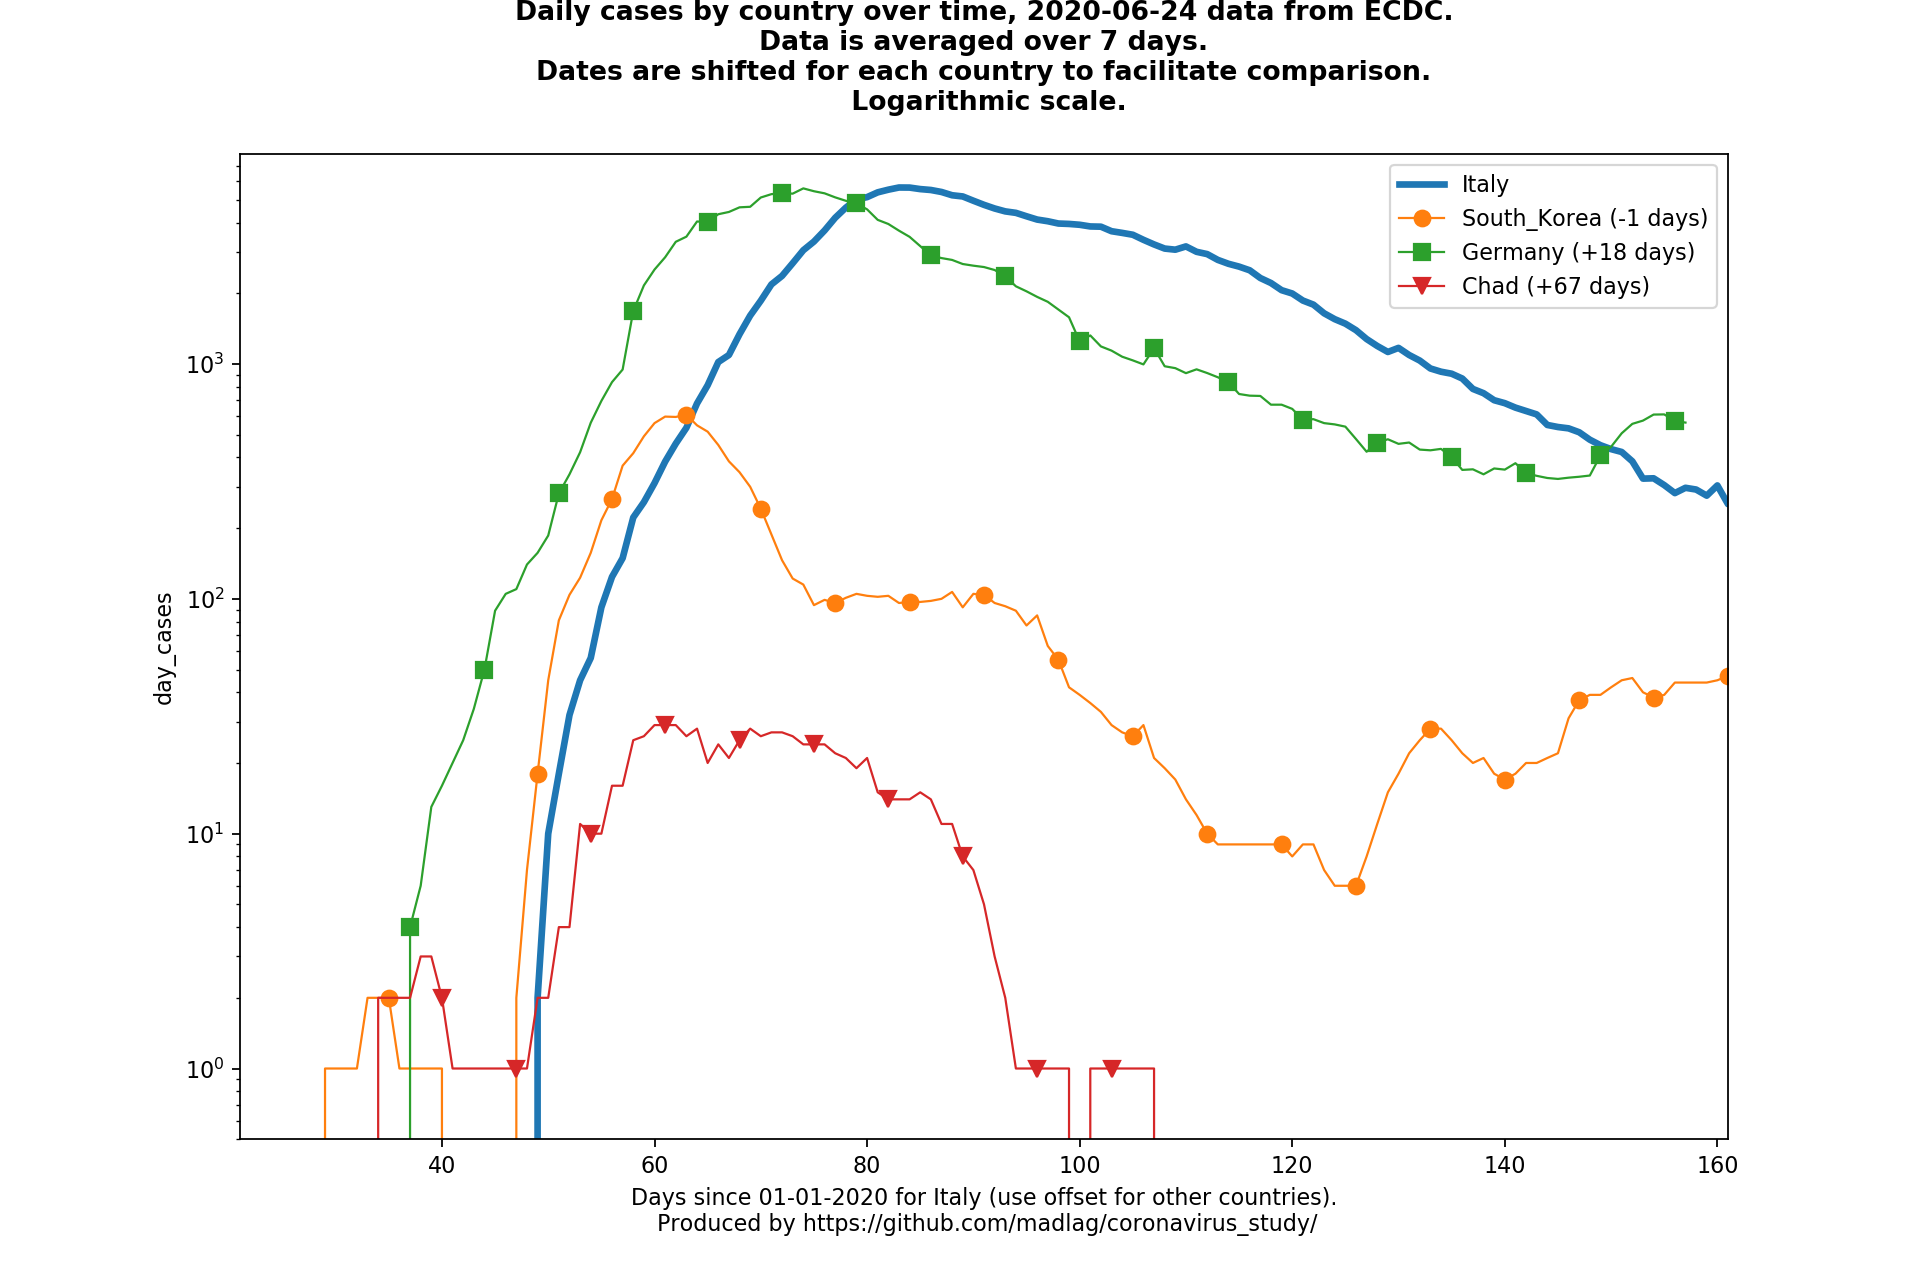 Daily cases by country over time, 2020-06-24 data from ECDC.
Data is averaged over 7 days.
Dates are shifted for each country to facilitate comparison.
Logarithmic scale.
Italy
South_Korea (-1 days)
Germany (+18 days)
Chad (+67 days)
10³
10²
10¹
10⁰
day_cases
40 60 80 100 120 140 160
Days since 01-01-2020 for Italy (use offset for other countries).
Produced by https://github.com/madlag/coronavirus_study/